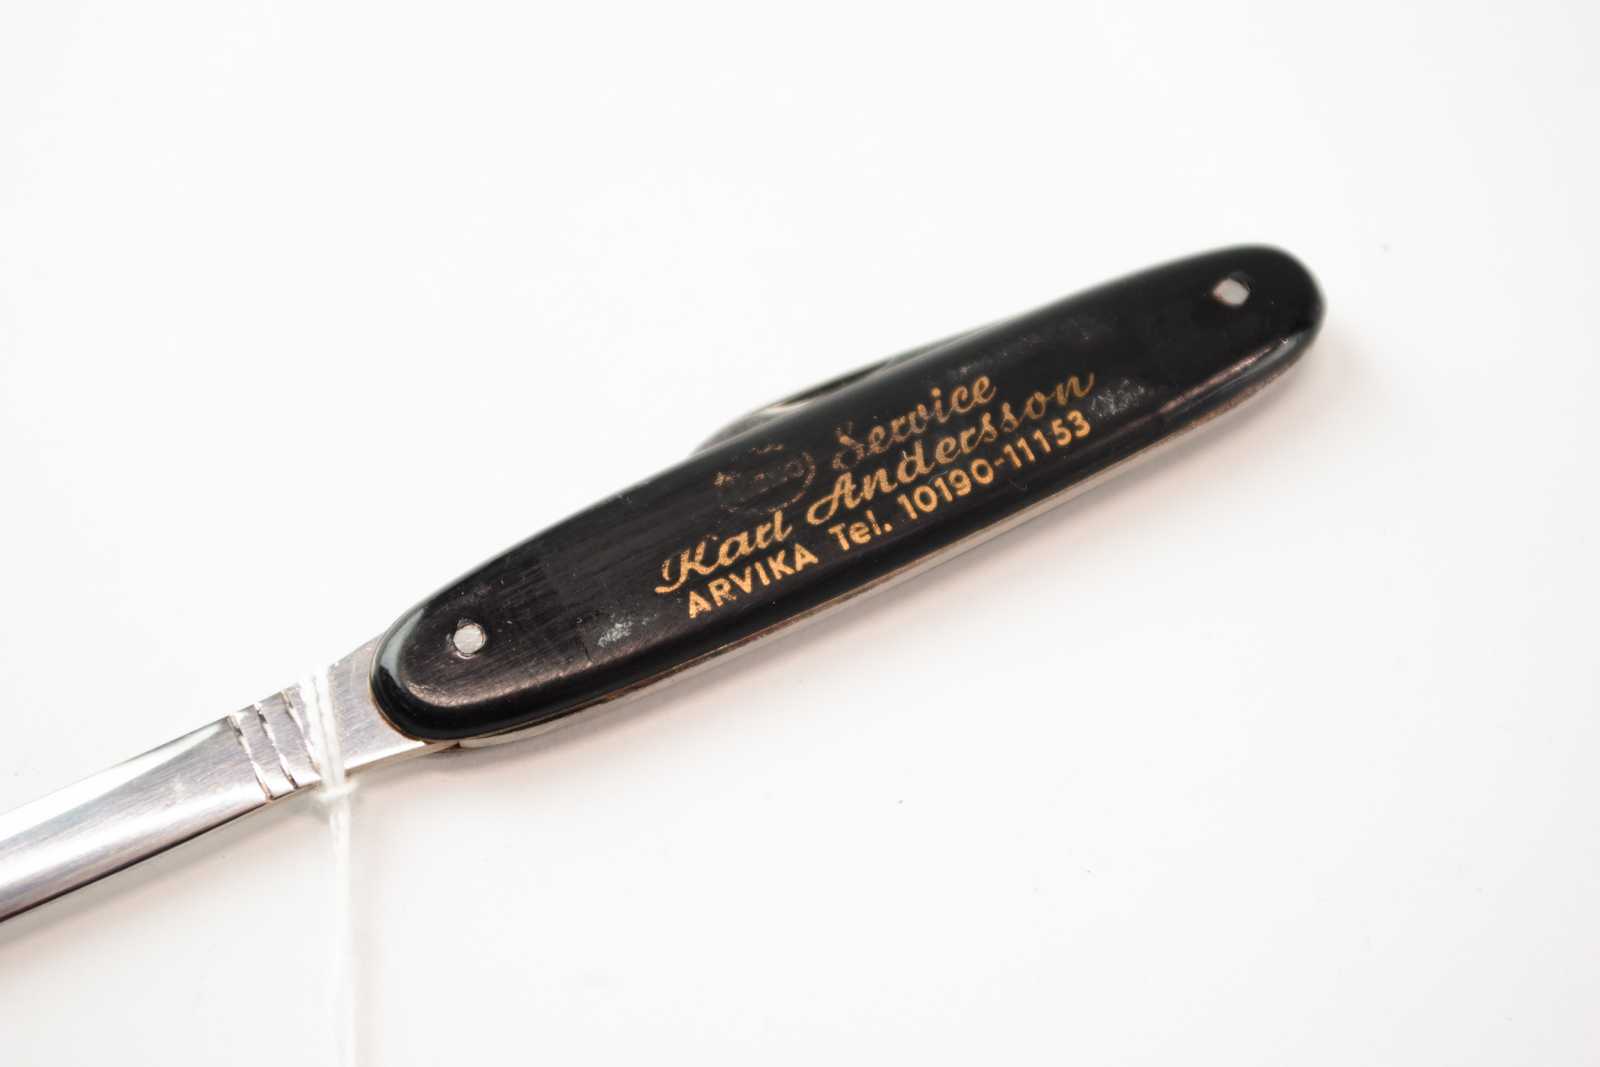 Service
Karl Andersson
ARVIKA Tel. 10190-11153